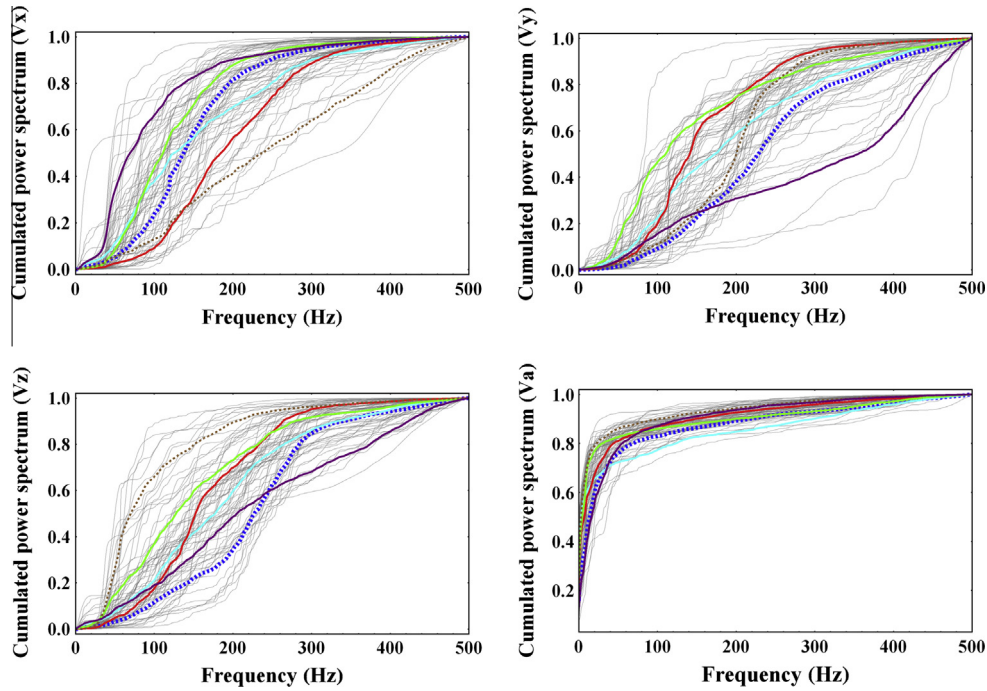 Cumulated power spectrum (Vx)
1.0
0.8
0.6
0.4
0.2
0.0
0 100 200 300 400 500
Frequency (Hz)
Cumulated power spectrum (Vy)
1.0
0.8
0.6
0.4
0.2
0.0
0 100 200 300 400 500
Frequency (Hz)
Cumulated power spectrum (Vz)
1.0
0.8
0.6
0.4
0.2
0.0
0 100 200 300 400 500
Frequency (Hz)
Cumulated power spectrum (Va)
1.0
0.8
0.6
0.4
0.2
0 100 200 300 400 500
Frequency (Hz)